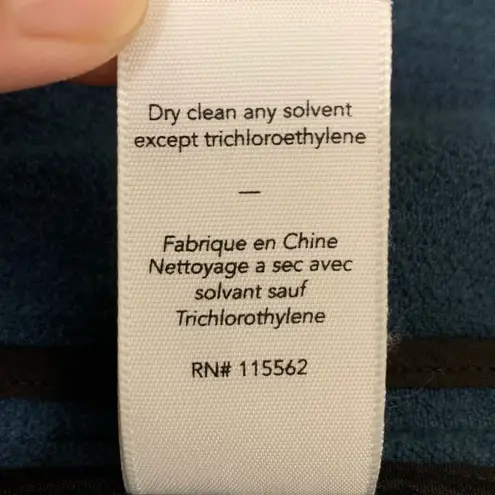 Dry clean any solvent
except trichloroethylene
—
Fabrique en Chine
Nettoyage a sec avec
solvant sauf
Trichlorothylene
RN# 115562